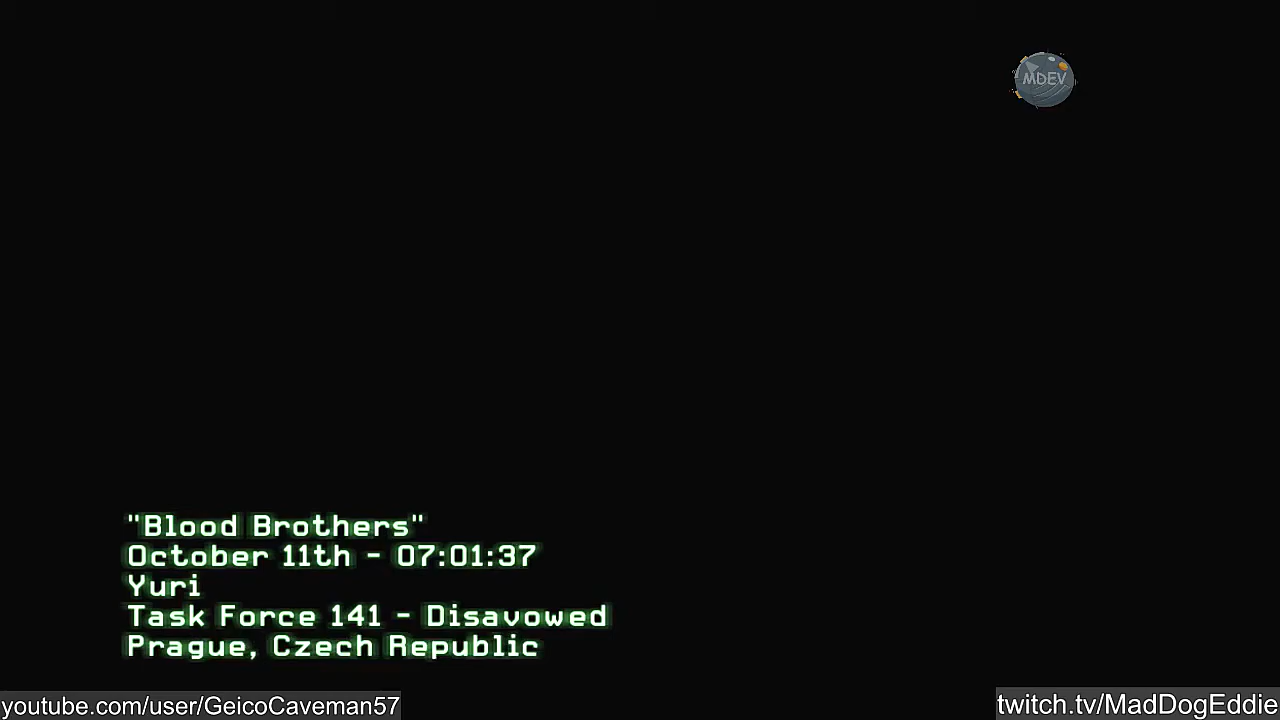 MDEV
"Blood Brothers"
October 11th - 07:01:37
Yuri
Task Force 141 - Disavowed
Prague, Czech Republic
youtube.com/user/GeicoCaveman57
twitch.tv/MadDogEddie